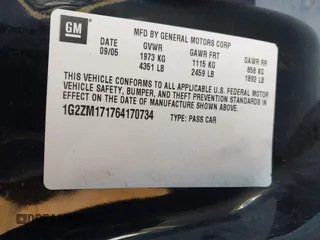 GM
DATE
09/05
MFD BY GENERAL MOTORS CORP
GVWR
1973 KG
4351 LB
GAWR FRT
1115 KG
2459 LB
GAWR RR
858 KG
1892 LB
THIS VEHICLE CONFORMS TO ALL APPLICABLE U.S. FEDERAL MOTOR
VEHICLE SAFETY, BUMPER, AND THEFT PREVENTION STANDARDS
IN EFFECT ON THE DATE OF MANUFACTURE SHOWN ABOVE.
1G2ZM171764170734
TYPE: PASS CAR